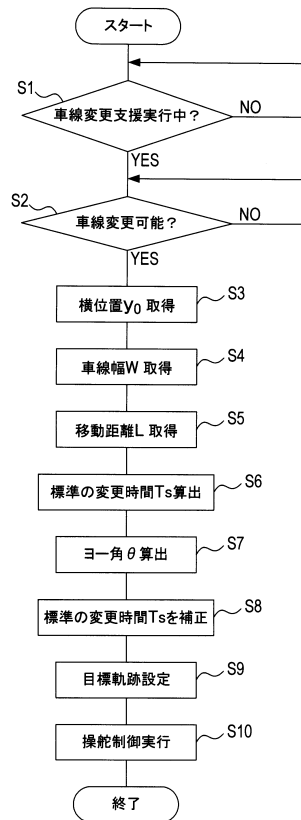 スタート
S1
車線変更支援実行中？
NO
YES
S2
車線変更可能？
NO
YES
横位置y₀ 取得
S3
車線幅W 取得
S4
移動距離L 取得
S5
標準の変更時間Ts算出
S6
ヨー角θ算出
S7
標準の変更時間Tsを補正
S8
目標軌跡設定
S9
操舵制御実行
S10
終了